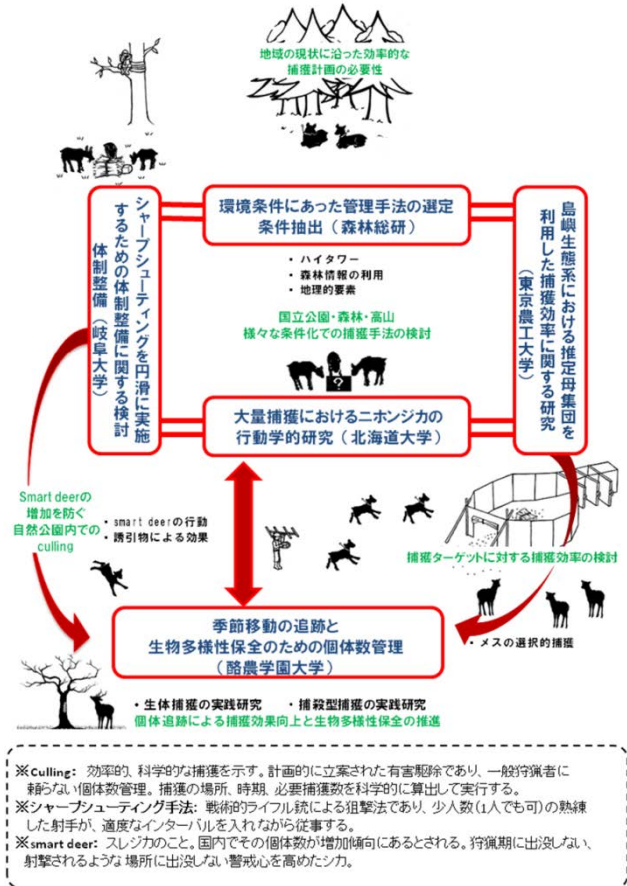 地域の現状に沿った効率的な
捕獲計画の必要性
シャープシューティングを円滑に実施
するための体制整備に関する検討
体制整備（岐阜大学）
環境条件にあった管理手法の選定
条件抽出（森林総研）
島嶼生態系における推定母集団を
利用した捕獲効率に関する研究
（東京農工大学）
・ハイタワー
・森林情報の利用
・地理的要素
国立公園・森林・高山
様々な条件化での捕獲手法の検討
?
大量捕獲におけるニホンジカの
行動学的研究（北海道大学）
Smart deerの
増加を防ぐ
自然公園内での
culling
・smart deerの行動
・誘引物による効果
捕獲ターゲットに対する捕獲効率の検討
季節移動の追跡と
生物多様性保全のための個体数管理
（酪農学園大学）
・メスの選択的捕獲
・生体捕獲の実践研究　・捕殺型捕獲の実践研究
個体追跡による捕獲効果向上と生物多様性保全の推進
※Culling： 効率的、科学的な捕獲を示す。計画的に立案された有害駆除であり、一般狩猟者に
頼らない個体数管理。捕獲の場所、時期、必要捕獲数を科学的に算出して実行する。
※シャープシューティング手法： 戦術的ライフル銃による狙撃法であり、少人数（1人でも可）の熟練
した射手が、適度なインターバルを入れながら従事する。
※smart deer： スレジカのこと。国内でその個体数が増加傾向にあるとされる。狩猟期に出没しない、
射撃されるような場所に出没しない警戒心を高めたシカ。